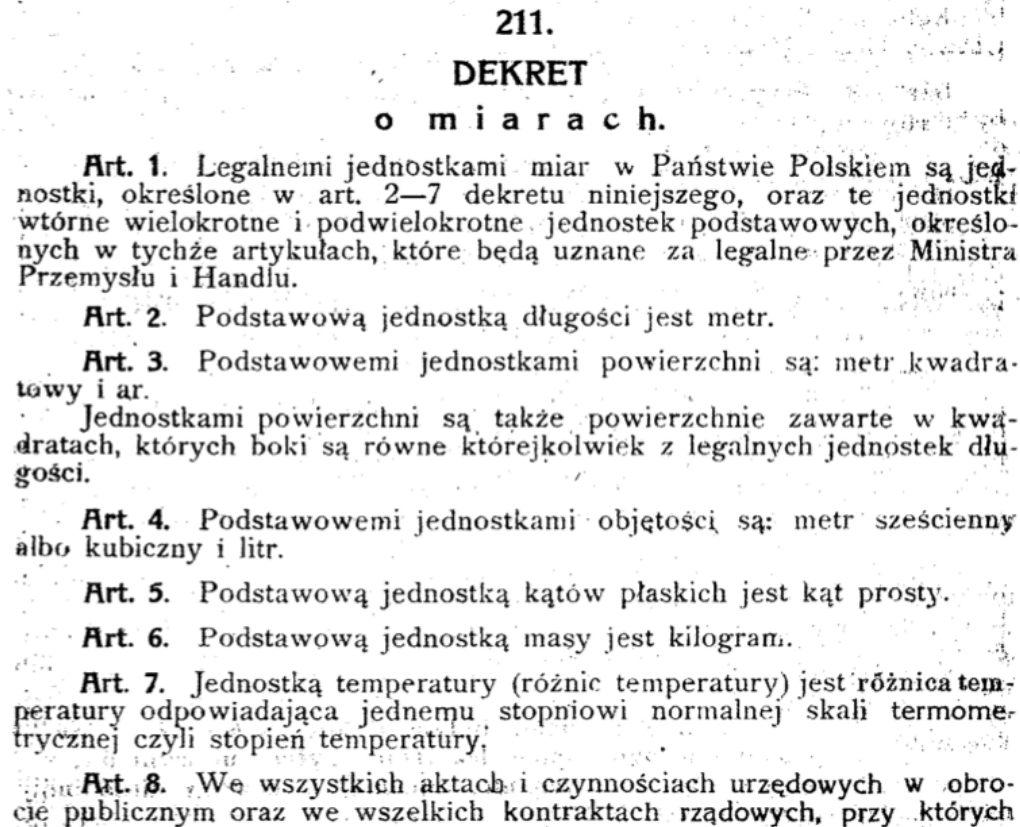 211.
DEKRET
o miarach.
Art. 1. Legalnemi jednostkami miar w Państwie Polskiem są jed-
nostki, określone w art. 2—7 dekretu niniejszego, oraz te jednostki
wtórne wielokrotne i podwielokrotne jednostek podstawowych, określo-
nych w tychże artykułach, które będą uznane za legalne przez Ministra
Przemysłu i Handlu.
Art. 2. Podstawową jednostką długości jest metr.
Art. 3. Podstawowemi jednostkami powierzchni są: metr kwadra-
towy i ar.
Jednostkami powierzchni są także powierzchnie zawarte w kwa-
dratach, których boki są równe którejkolwiek z legalnych jednostek dłu-
gości.
Art. 4. Podstawowemi jednostkami objętości są: metr sześcienny
albo kubiczny i litr.
Art. 5. Podstawową jednostką kątów płaskich jest kąt prosty.
Art. 6. Podstawową jednostką masy jest kilogram.
Art. 7. Jednostką temperatury (różnic temperatury) jest różnica tem-
peratury odpowiadająca jednemu stopniowi normalnej skali termome-
trycznej czyli stopień temperatury.
Art. 8. We wszystkich aktach i czynnościach urzędowych w obro-
cie publicznym oraz we wszelkich kontraktach rządowych, przy których